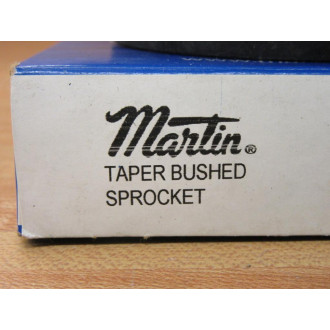 Martin®
TAPER BUSHED
SPROCKET